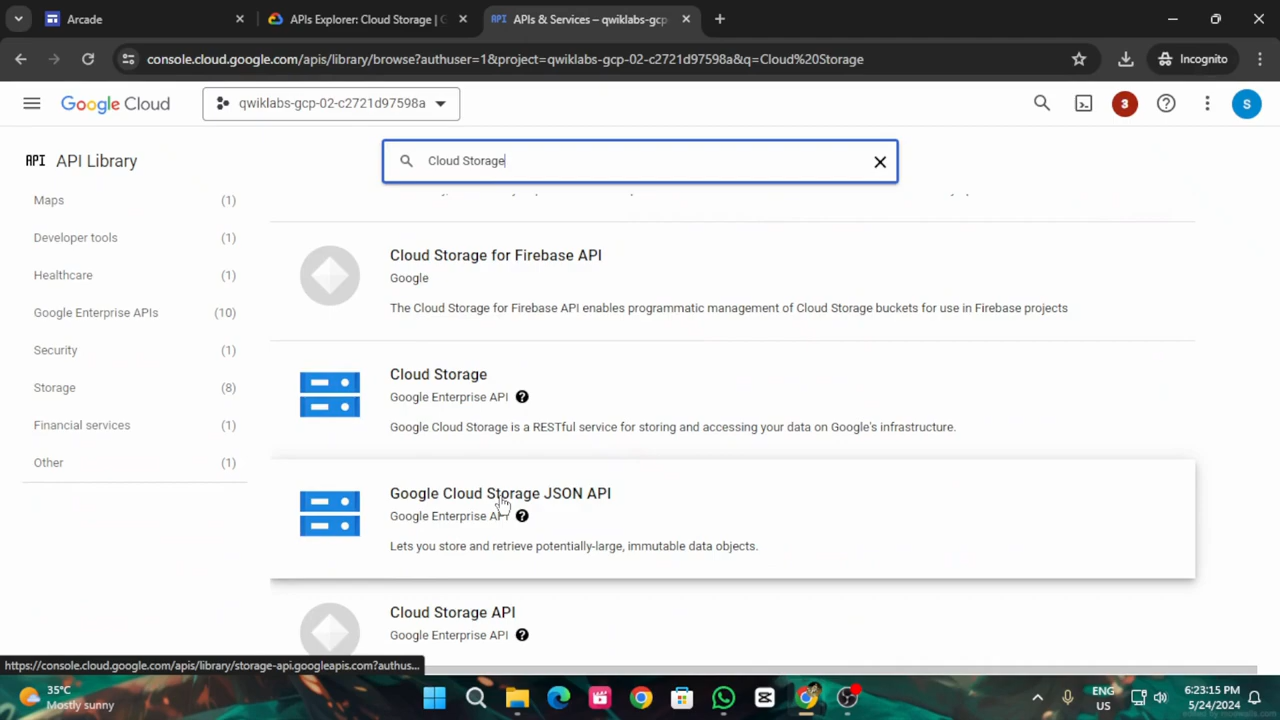 Arcade
APIs Explorer: Cloud Storage | G
API APIs & Services – qwiklabs-gcp
console.cloud.google.com/apis/library/browse?authuser=1&project=qwiklabs-gcp-02-c2721d97598a&q=Cloud%20Storage
Incognito
Google Cloud
qwiklabs-gcp-02-c2721d97598a
3
S
API API Library
Cloud Storage
Maps (1)
Developer tools (1)
Healthcare (1)
Google Enterprise APIs (10)
Security (1)
Storage (8)
Financial services (1)
Other (1)
Cloud Storage for Firebase API
Google
The Cloud Storage for Firebase API enables programmatic management of Cloud Storage buckets for use in Firebase projects
Cloud Storage
Google Enterprise API
Google Cloud Storage is a RESTful service for storing and accessing your data on Google's infrastructure.
Google Cloud Storage JSON API
Google Enterprise API
Lets you store and retrieve potentially-large, immutable data objects.
Cloud Storage API
Google Enterprise API
https://console.cloud.google.com/apis/library/storage-api.googleapis.com?authus...
35°C
Mostly sunny
ENG
US
6:23:15 PM
5/24/2024